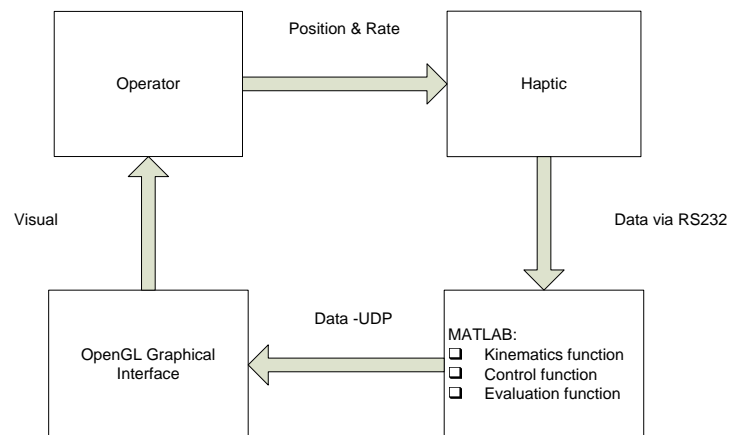 Position & Rate
Operator
Haptic
Visual
Data via RS232
Data -UDP
OpenGL Graphical
Interface
MATLAB:
❑ Kinematics function
❑ Control function
❑ Evaluation function